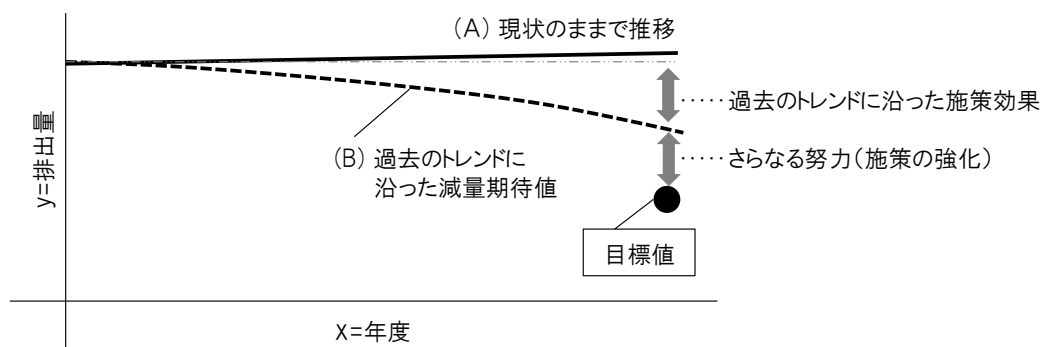 (A) 現状のままで推移
過去のトレンドに沿った施策効果
(B) 過去のトレンドに
沿った減量期待値
さらなる努力(施策の強化)
y=排出量
目標値
X=年度